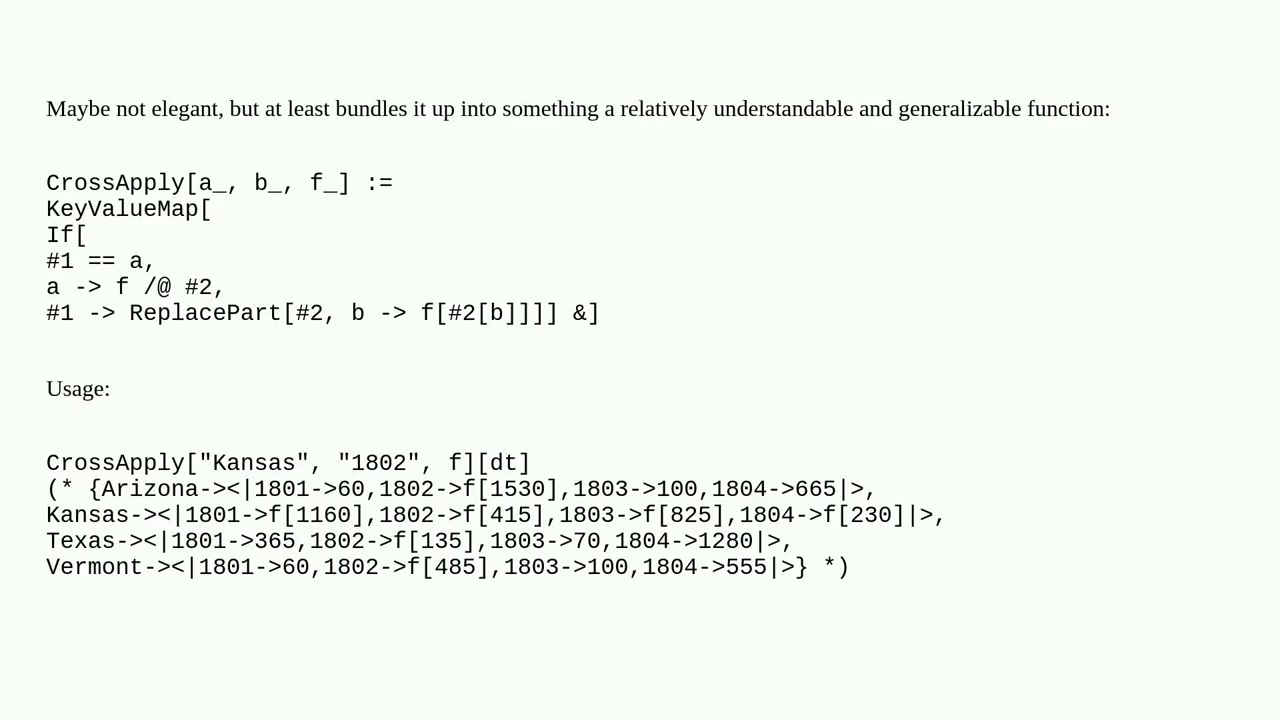 Maybe not elegant, but at least bundles it up into something a relatively understandable and generalizable function:
CrossApply[a_, b_, f_] :=
KeyValueMap[
If[
#1 == a,
a -> f /@ #2,
#1 -> ReplacePart[#2, b -> f[#2[b]]]] &]
Usage:
CrossApply["Kansas", "1802", f][dt]
(* {Arizona-><|1801->60,1802->f[1530],1803->100,1804->665|>,
Kansas-><|1801->f[1160],1802->f[415],1803->f[825],1804->f[230]|>,
Texas-><|1801->365,1802->f[135],1803->70,1804->1280|>,
Vermont-><|1801->60,1802->f[485],1803->100,1804->555|>} *)